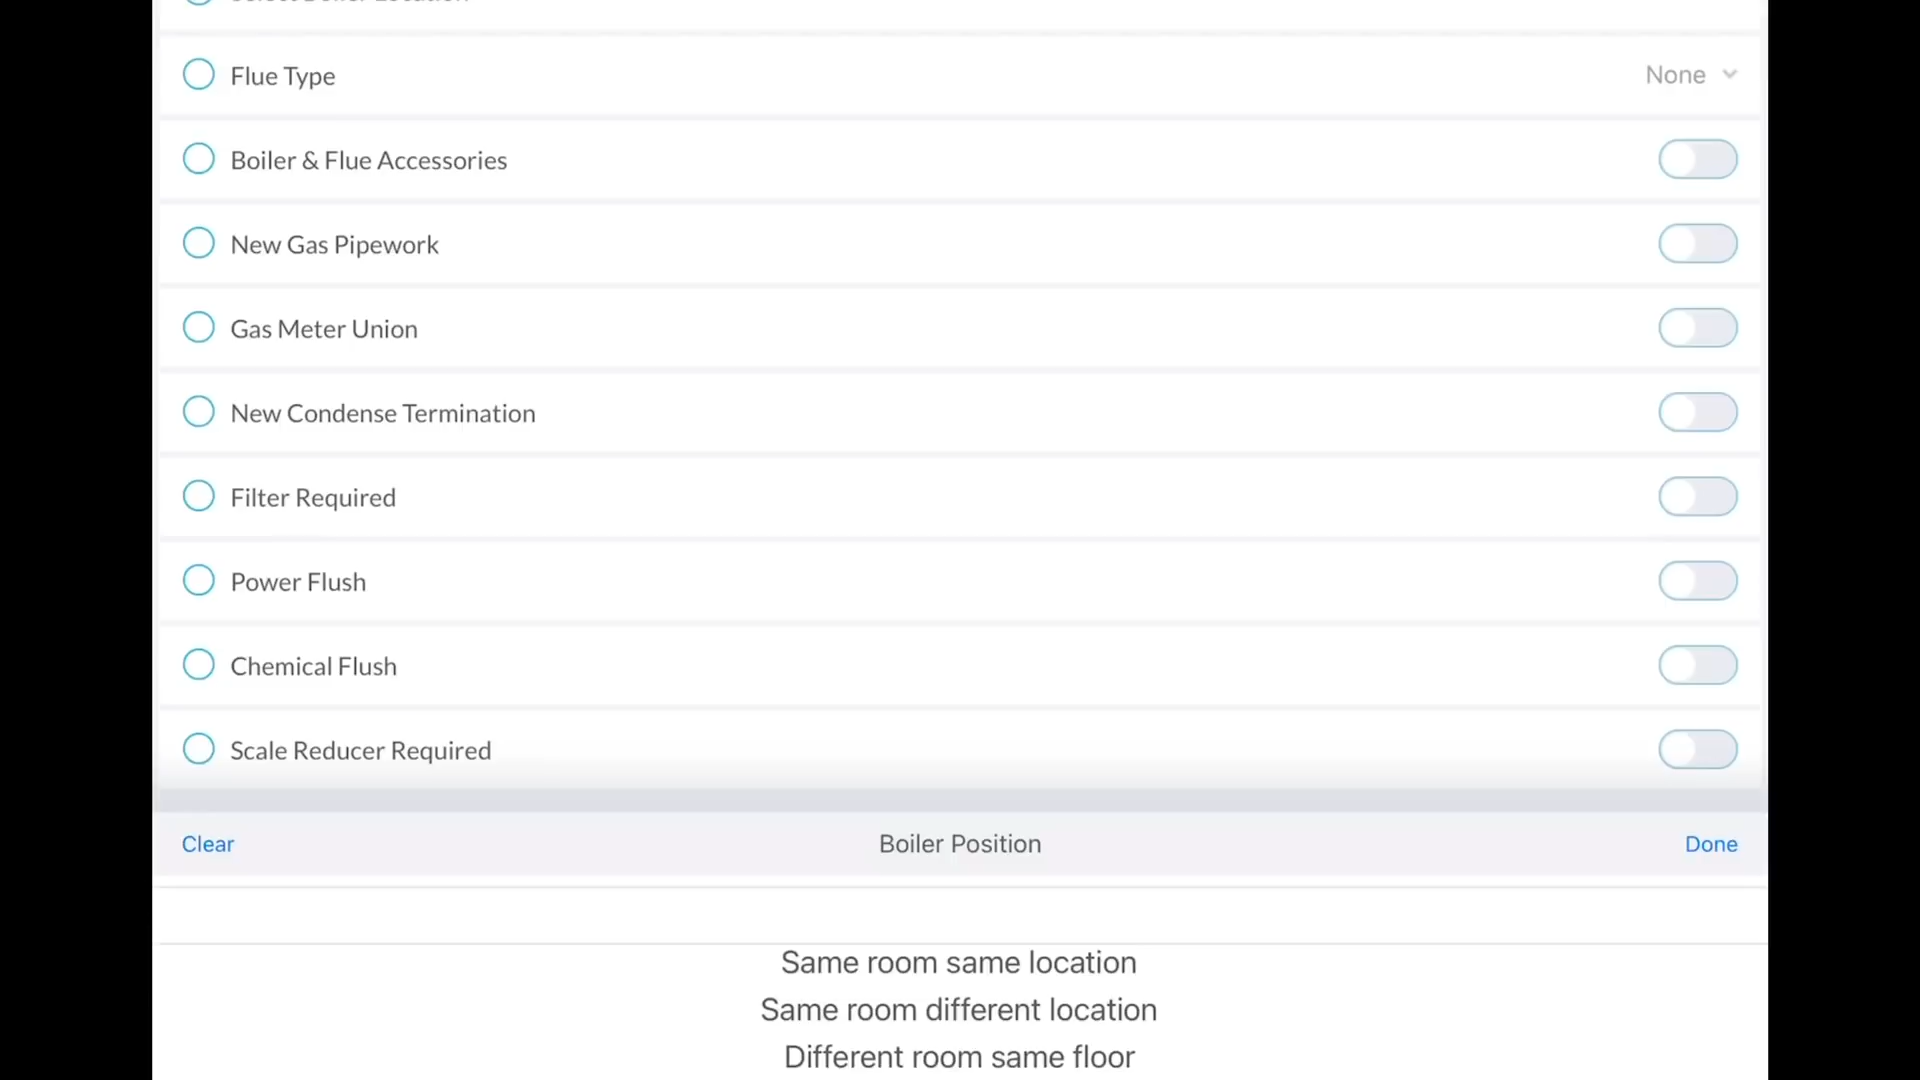 Flue Type
None
Boiler & Flue Accessories
New Gas Pipework
Gas Meter Union
New Condense Termination
Filter Required
Power Flush
Chemical Flush
Scale Reducer Required
Clear Boiler Position Done
Same room same location
Same room different location
Different room same floor